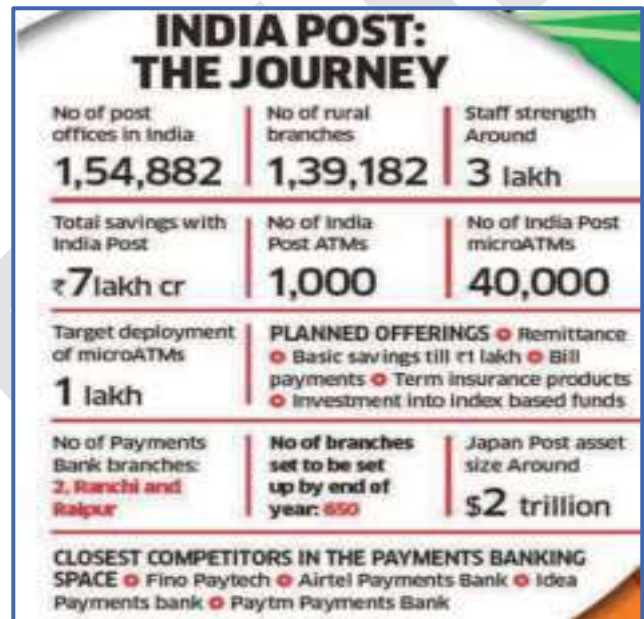 INDIA POST:
THE JOURNEY
No of post
offices in India
1,54,882
No of rural
branches
1,39,182
Staff strength
Around
3 lakh
Total savings with
India Post
₹7lakh cr
No of India
Post ATMs
1,000
No of India Post
microATMs
40,000
Target deployment
of microATMs
1 lakh
PLANNED OFFERINGS Remittance
Basic savings till ₹1 lakh Bill
payments Term insurance products
Investment into index based funds
No of Payments
Bank branches:
2, Ranchi and
Raipur
No of branches
set to be set
up by end of
year: 650
Japan Post asset
size Around
$2 trillion
CLOSEST COMPETITORS IN THE PAYMENTS BANKING
SPACE Fino Paytech Airtel Payments Bank Idea
Payments bank Paytm Payments Bank